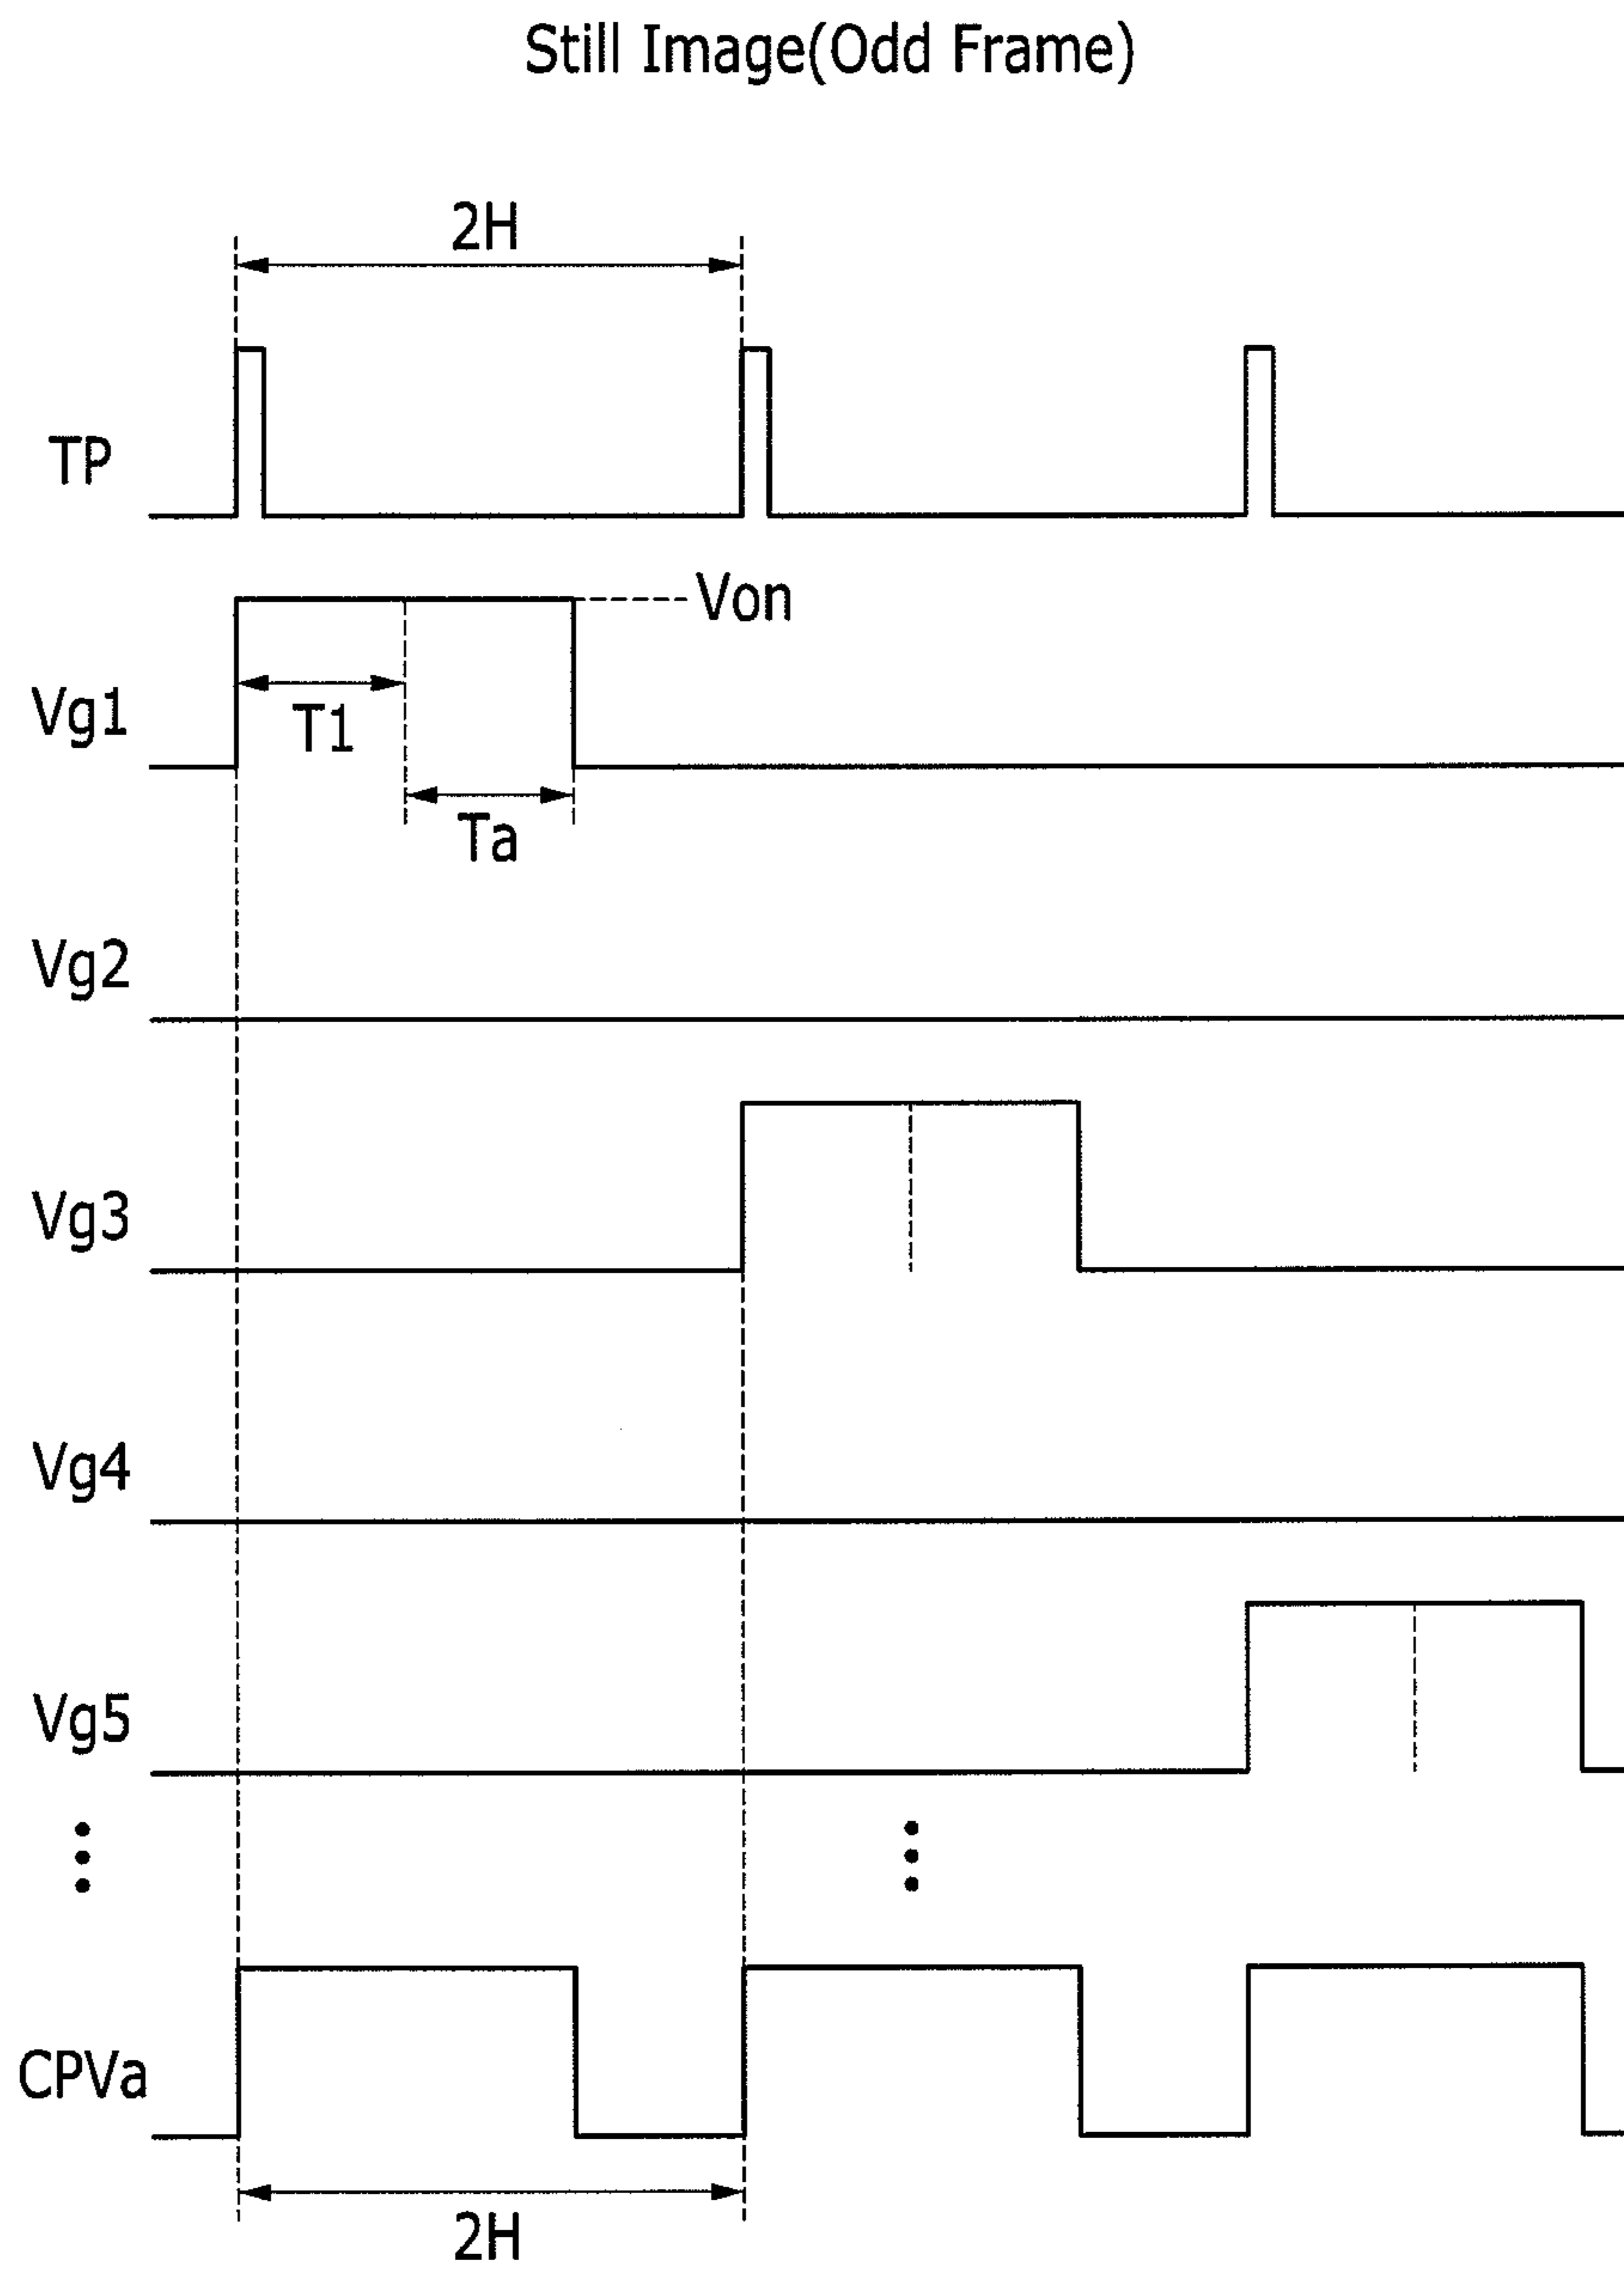 Still Image(Odd Frame)
2H
TP
Von
Vg1
T1
Ta
Vg2
Vg3
Vg4
Vg5
CPVa
2H